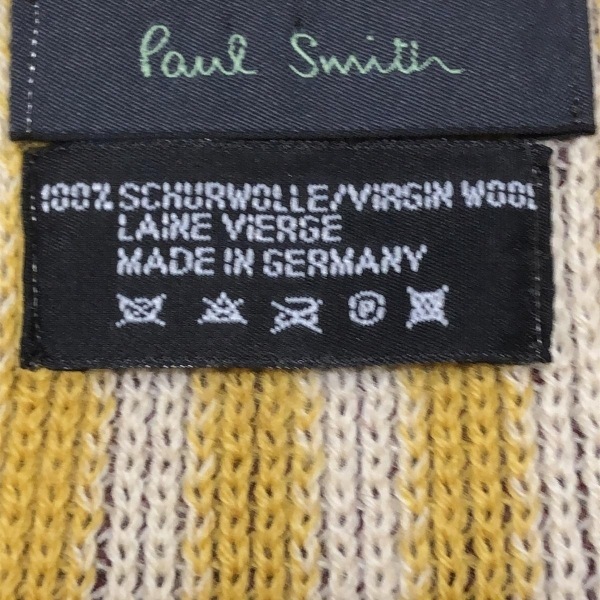 Paul Smith
100% SCHURWOLLE/VIRGIN WOOL
LAINE VIERGE
MADE IN GERMANY
P